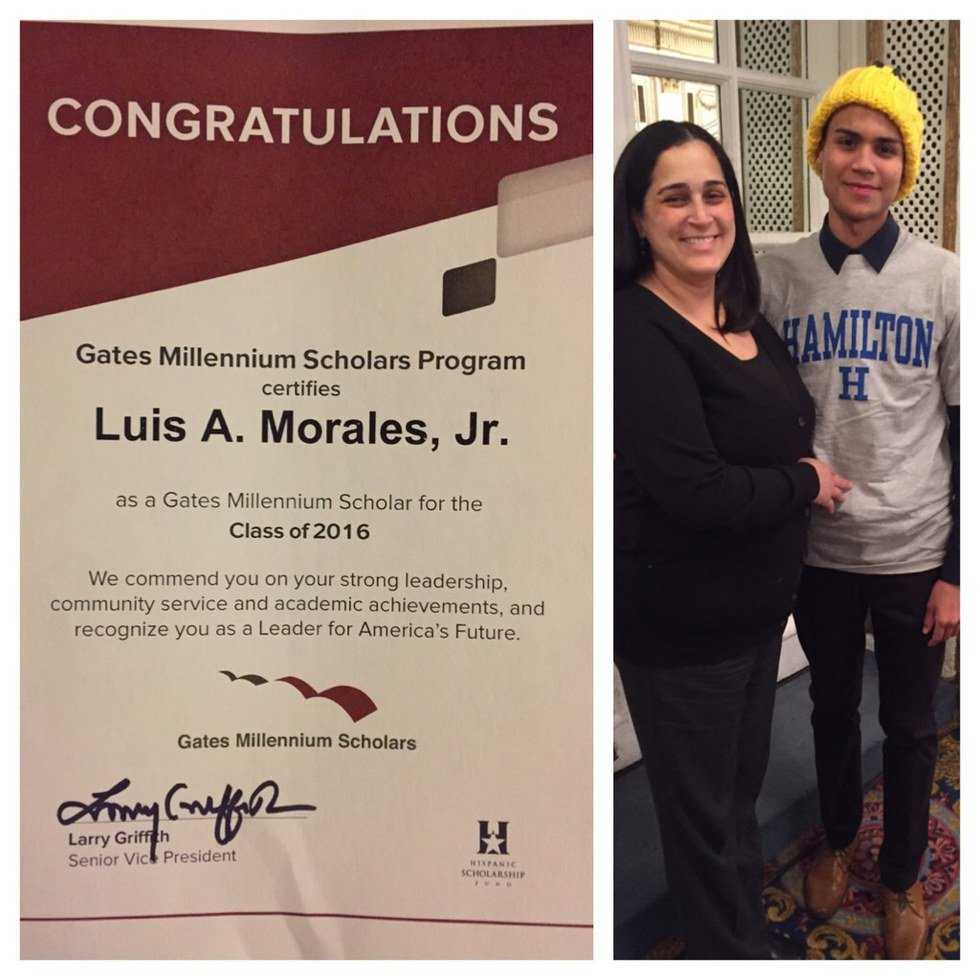 CONGRATULATIONS
Gates Millennium Scholars Program
certifies
Luis A. Morales, Jr.
as a Gates Millennium Scholar for the
Class of 2016
We commend you on your strong leadership,
community service and academic achievements, and
recognize you as a Leader for America's Future.
Gates Millennium Scholars
Larry Griffith
Larry Griffith
Senior Vice President
H
HISPANIC
SCHOLARSHIP
FUND
HAMILTON
H